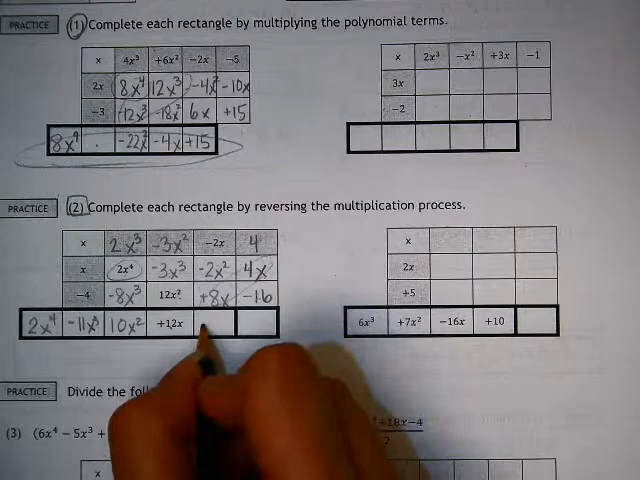 PRACTICE (1) Complete each rectangle by multiplying the polynomial terms.
x 4x³ +6x² −2x −5
2x 8x⁴ 12x³ −4x² −10x
−3 −12x³ −18x² 6x +15
8x⁴ . −22x² −4x +15
x 2x³ −x² +3x −1
3x
−2
PRACTICE (2) Complete each rectangle by reversing the multiplication process.
x 2x³ −3x² −2x 4
x 2x⁴ −3x³ −2x² 4x
−4 −8x³ 12x² +8x −16
2x⁴ −11x³ 10x² +12x
x
2x
+5
6x³ +7x² −16x +10
PRACTICE Divide the
(3) (6x⁴ − 5x³ +
+18x−4
2
x